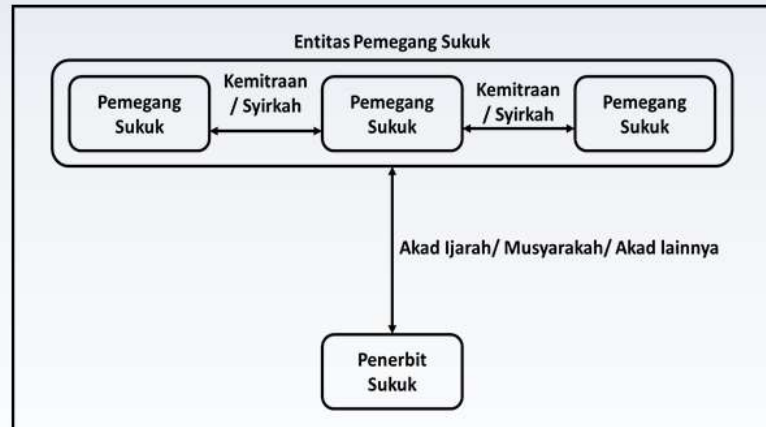 Entitas Pemegang Sukuk
Pemegang
Sukuk
Kemitraan
/ Syirkah
Pemegang
Sukuk
Kemitraan
/ Syirkah
Pemegang
Sukuk
Akad Ijarah/ Musyarakah/ Akad lainnya
Penerbit
Sukuk